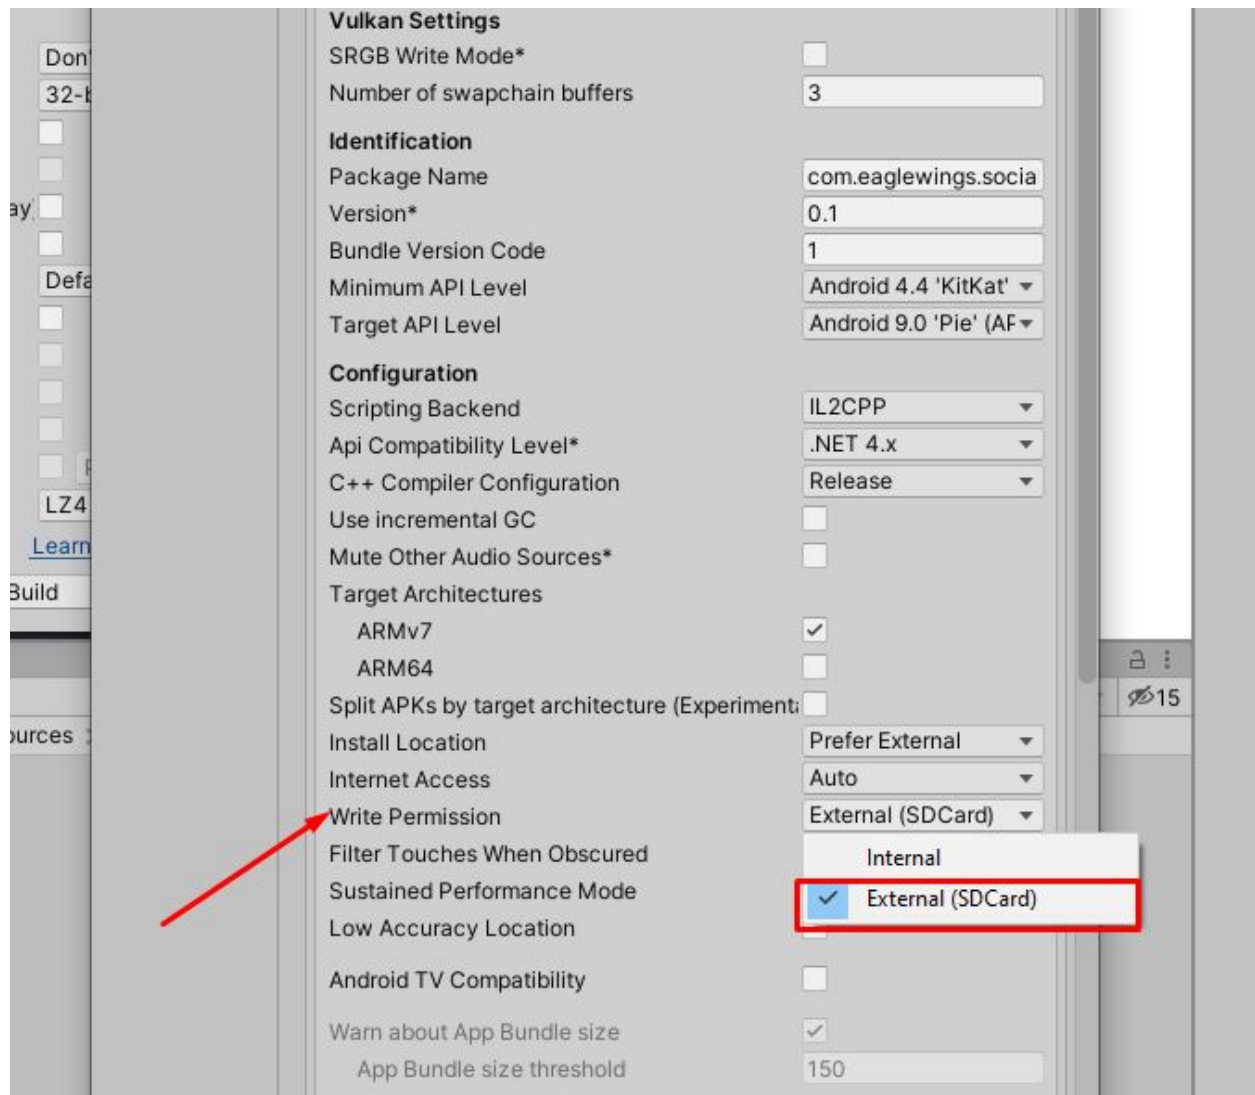 Vulkan Settings
SRGB Write Mode*
Number of swapchain buffers 3
Identification
Package Name com.eaglewings.socia
Version* 0.1
Bundle Version Code 1
Minimum API Level Android 4.4 'KitKat'
Target API Level Android 9.0 'Pie' (AF
Configuration
Scripting Backend IL2CPP
Api Compatibility Level* .NET 4.x
C++ Compiler Configuration Release
Use incremental GC
Mute Other Audio Sources*
Target Architectures
ARMv7
ARM64
Split APKs by target architecture (Experimenta
Install Location Prefer External
Internet Access Auto
Write Permission External (SDCard)
Internal
External (SDCard)
Filter Touches When Obscured
Sustained Performance Mode
Low Accuracy Location
Android TV Compatibility
Warn about App Bundle size
App Bundle size threshold 150
Don'
32-b
ay)
Defa
LZ4
Learn
Build
ources
15